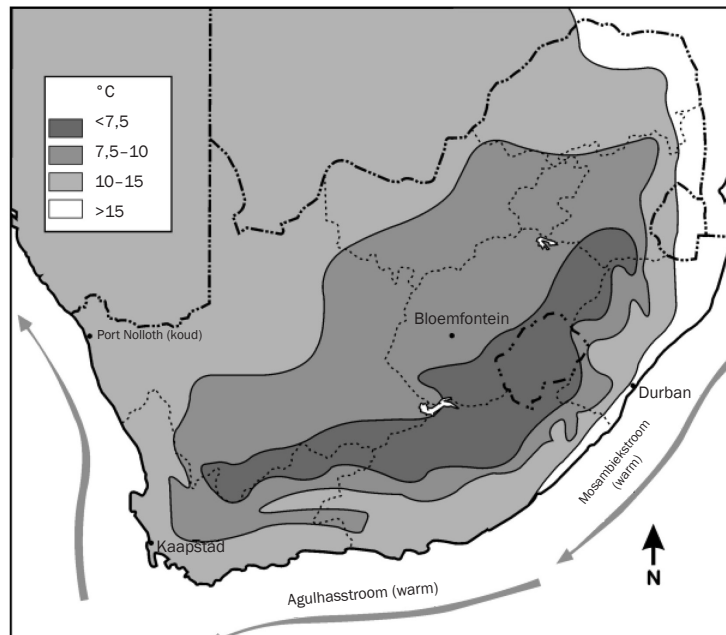 °C
<7,5
7,5–10
10–15
>15
Bloemfontein
Port Nolloth (koud)
Durban
Mosambiekstroom
(warm)
Kaapstad
N
Agulhasstroom (warm)